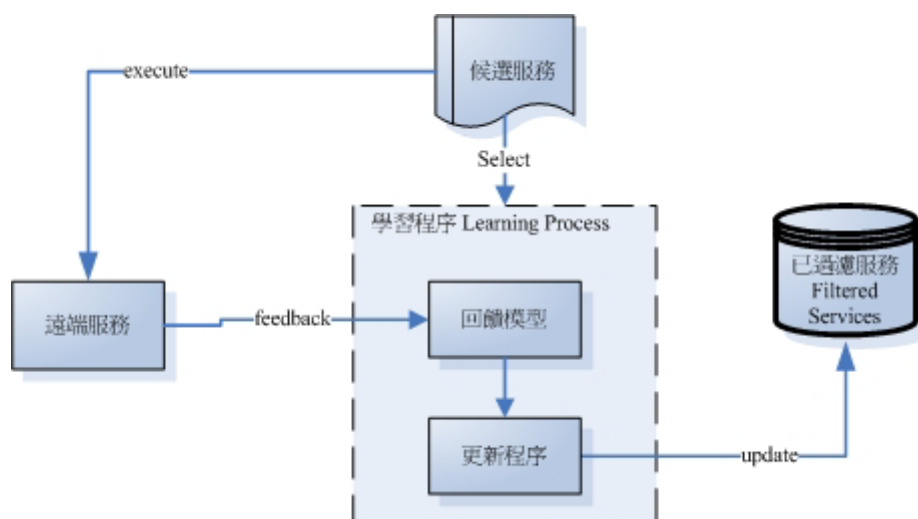 候選服務
execute
Select
學習程序 Learning Process
已過濾服務
Filtered
Services
遠端服務
feedback
回饋模型
更新程序
update